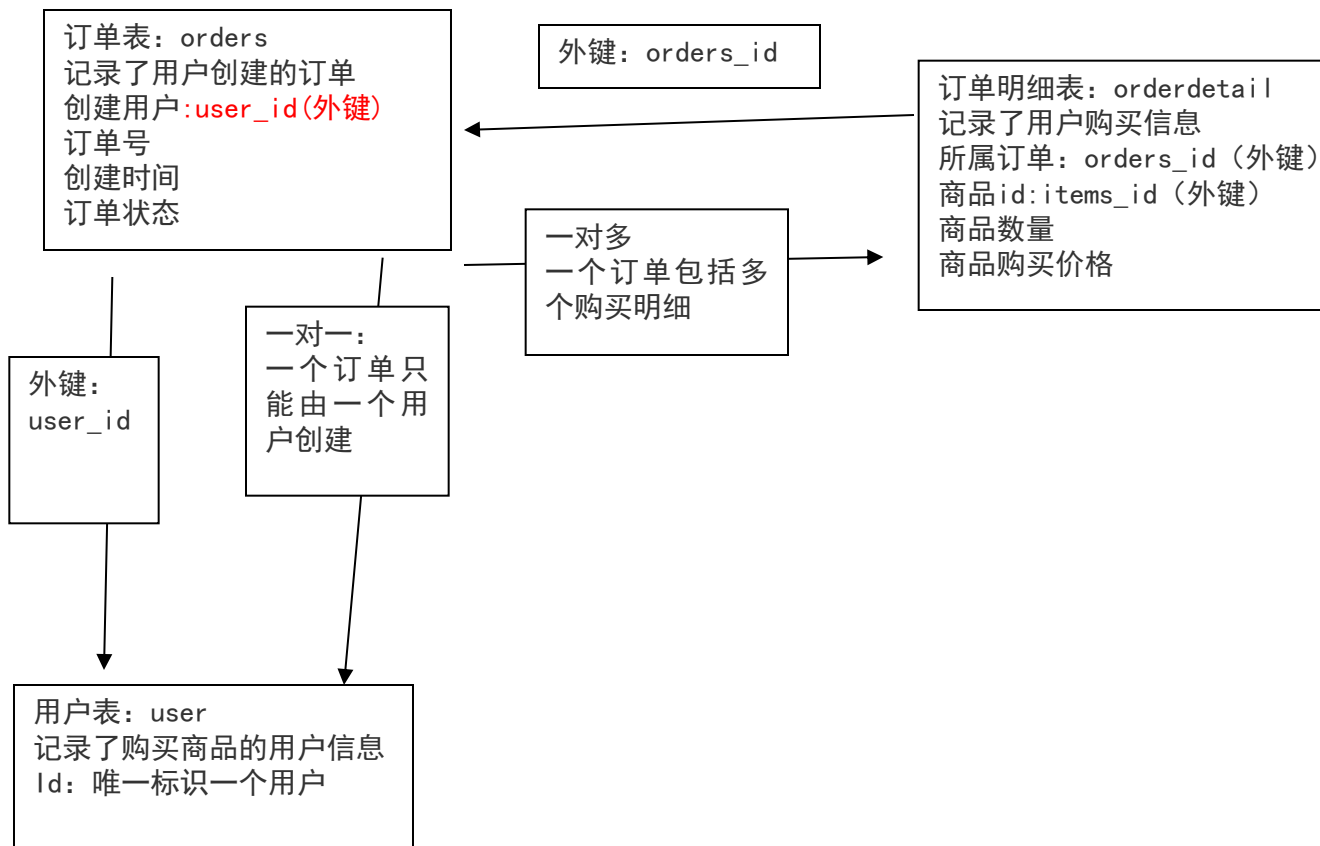 订单表：orders
记录了用户创建的订单
创建用户:user_id(外键)
订单号
创建时间
订单状态
外键：orders_id
订单明细表：orderdetail
记录了用户购买信息
所属订单：orders_id（外键）
商品id:items_id（外键）
商品数量
商品购买价格
一对多
一个订单包括多
个购买明细
一对一：
一个订单只
能由一个用
户创建
外键：
user_id
用户表：user
记录了购买商品的用户信息
Id：唯一标识一个用户